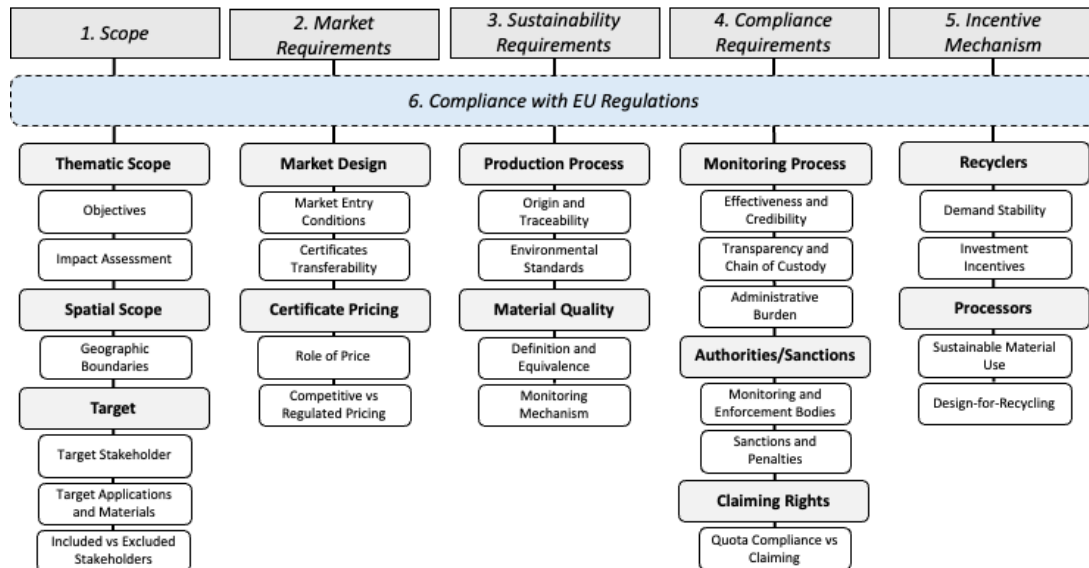 1. Scope
2. Market
Requirements
3. Sustainability
Requirements
4. Compliance
Requirements
5. Incentive
Mechanism
6. Compliance with EU Regulations
Thematic Scope
Objectives
Impact Assessment
Spatial Scope
Geographic
Boundaries
Target
Target Stakeholder
Target Applications
and Materials
Included vs Excluded
Stakeholders
Market Design
Market Entry
Conditions
Certificates
Transferability
Certificate Pricing
Role of Price
Competitive vs
Regulated Pricing
Production Process
Origin and
Traceability
Environmental
Standards
Material Quality
Definition and
Equivalence
Monitoring
Mechanism
Monitoring Process
Effectiveness and
Credibility
Transparency and
Chain of Custody
Administrative
Burden
Authorities/Sanctions
Monitoring and
Enforcement Bodies
Sanctions and
Penalties
Claiming Rights
Quota Compliance vs
Claiming
Recyclers
Demand Stability
Investment
Incentives
Processors
Sustainable Material
Use
Design-for-Recycling